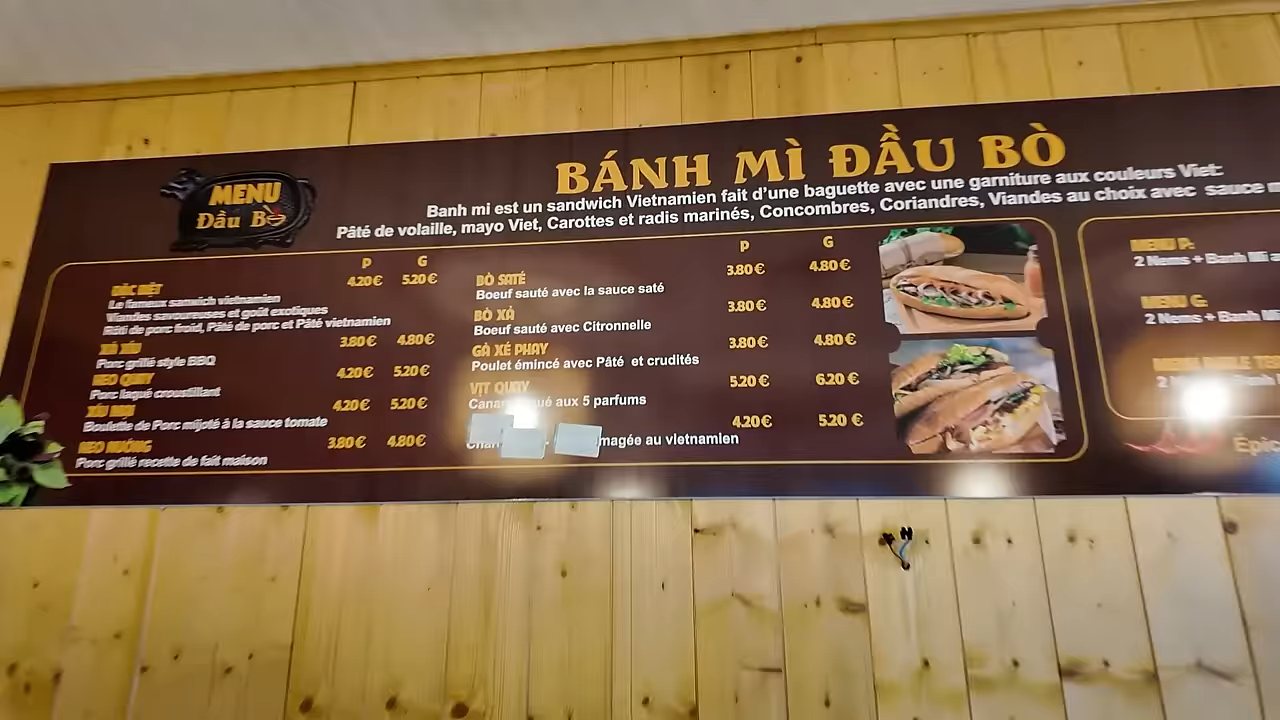 MENU
Đầu Bò
BÁNH MÌ ĐẦU BÒ
Banh mi est un sandwich Vietnamien fait d'une baguette avec une garniture aux couleurs Viet:
Pâté de volaille, mayo Viet, Carottes et radis marinés, Concombres, Coriandres, Viandes au choix avec sauce
P G
ĐẶC BIỆT 4.20€ 5.20€
Le fameux sanwich vietnamien
Viandes savoureuses et goût exotiques
Rôti de porc froid, Pâté de porc et Pâté vietnamien
XÁ XÍU 3.80€ 4.80€
Porc grillé style BBQ
HEO QUAY 4.20€ 5.20€
Porc laqué croustillant
XÍU MẠI 4.20€ 5.20€
Boulette de Porc mijoté à la sauce tomate
HEO NƯỚNG 3.80€ 4.80€
Porc grillé recette de fait maison
P G
BÒ SATÉ 3.80€ 4.80€
Boeuf sauté avec la sauce saté
BÒ XẢ 3.80€ 4.80€
Boeuf sauté avec Citronnelle
GÀ XÉ PHAY 3.80€ 4.80€
Poulet émincé avec Pâté et crudités
VỊT QUAY 5.20€ 6.20€
aux 5 parfums
4.20€ 5.20€
au vietnamien
MENU P:
2 Nems + Banh Mi
MENU G:
2 Nems + Banh Mi
MENU
2